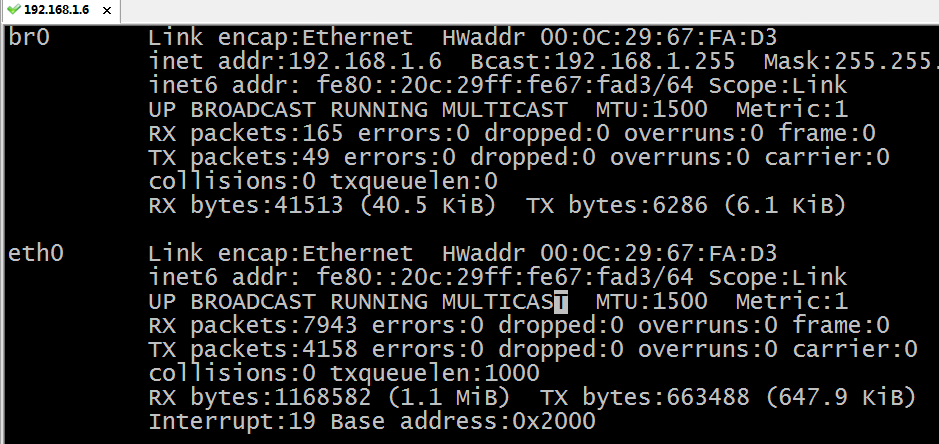 192.168.1.6
br0 Link encap:Ethernet HWaddr 00:0C:29:67:FA:D3
inet addr:192.168.1.6 Bcast:192.168.1.255 Mask:255.255.
inet6 addr: fe80::20c:29ff:fe67:fad3/64 Scope:Link
UP BROADCAST RUNNING MULTICAST MTU:1500 Metric:1
RX packets:165 errors:0 dropped:0 overruns:0 frame:0
TX packets:49 errors:0 dropped:0 overruns:0 carrier:0
collisions:0 txqueuelen:0
RX bytes:41513 (40.5 KiB) TX bytes:6286 (6.1 KiB)
eth0 Link encap:Ethernet HWaddr 00:0C:29:67:FA:D3
inet6 addr: fe80::20c:29ff:fe67:fad3/64 Scope:Link
UP BROADCAST RUNNING MULTICAST MTU:1500 Metric:1
RX packets:7943 errors:0 dropped:0 overruns:0 frame:0
TX packets:4158 errors:0 dropped:0 overruns:0 carrier:0
collisions:0 txqueuelen:1000
RX bytes:1168582 (1.1 MiB) TX bytes:663488 (647.9 KiB)
Interrupt:19 Base address:0x2000